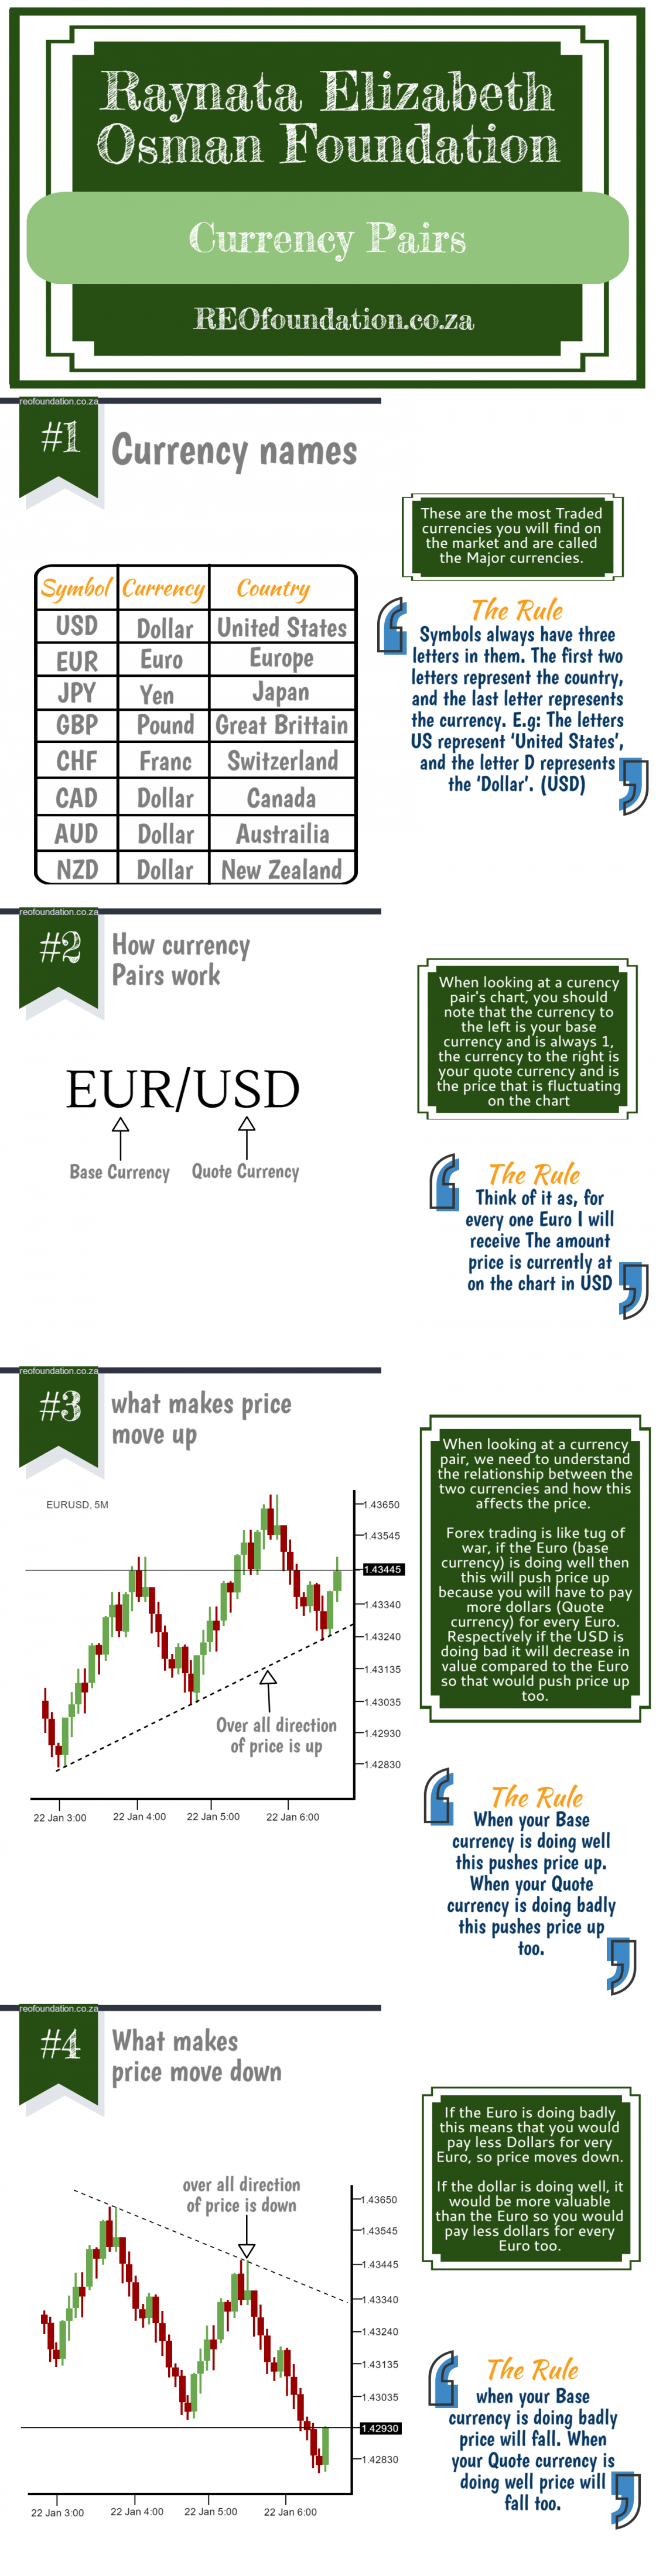 Raynata Elizabeth
Osman Foundation
Currency Pairs
REOfoundation.co.za
reofoundation.co.za
#1
Currency names
These are the most Traded
currencies you will find on
the market and are called
the Major currencies.
Symbol Currency Country
USD Dollar United States
EUR Euro Europe
JPY Yen Japan
GBP Pound Great Brittain
CHF Franc Switzerland
CAD Dollar Canada
AUD Dollar Austrailia
NZD Dollar New Zealand
The Rule
Symbols always have three
letters in them. The first two
letters represent the country,
and the last letter represents
the currency. E.g: The letters
US represent 'United States',
and the letter D represents
the 'Dollar'. (USD)
reofoundation.co.za
#2
How currency
Pairs work
EUR/USD
Base Currency Quote Currency
When looking at a curency
pair's chart, you should
note that the currency to
the left is your base
currency and is always 1,
the currency to the right is
your quote currency and is
the price that is fluctuating
on the chart
The Rule
Think of it as, for
every one Euro I will
receive The amount
price is currently at
on the chart in USD
reofoundation.co.za
#3
what makes price
move up
EURUSD, 5M
1.43650
1.43545
1.43445
1.43340
1.43240
1.43135
1.43035
1.42930
1.42830
Over all direction
of price is up
22 Jan 3:00 22 Jan 4:00 22 Jan 5:00 22 Jan 6:00
When looking at a currency
pair, we need to understand
the relationship between the
two currencies and how this
affects the price.
Forex trading is like tug of
war, if the Euro (base
currency) is doing well then
this will push price up
because you will have to pay
more dollars (Quote
currency) for every Euro.
Respectively if the USD is
doing bad it will decrease in
value compared to the Euro
so that would push price up
too.
The Rule
When your Base
currency is doing well
this pushes price up.
When your Quote
currency is doing badly
this pushes price up
too.
reofoundation.co.za
#4
What makes
price move down
over all direction
of price is down
1.43650
1.43545
1.43445
1.43340
1.43240
1.43135
1.43035
1.42930
1.42830
22 Jan 3:00 22 Jan 4:00 22 Jan 5:00 22 Jan 6:00
If the Euro is doing badly
this means that you would
pay less Dollars for very
Euro, so price moves down.
If the dollar is doing well, it
would be more valuable
than the Euro so you would
pay less dollars for every
Euro too.
The Rule
when your Base
currency is doing badly
price will fall. When
your Quote currency is
doing well price will
fall too.